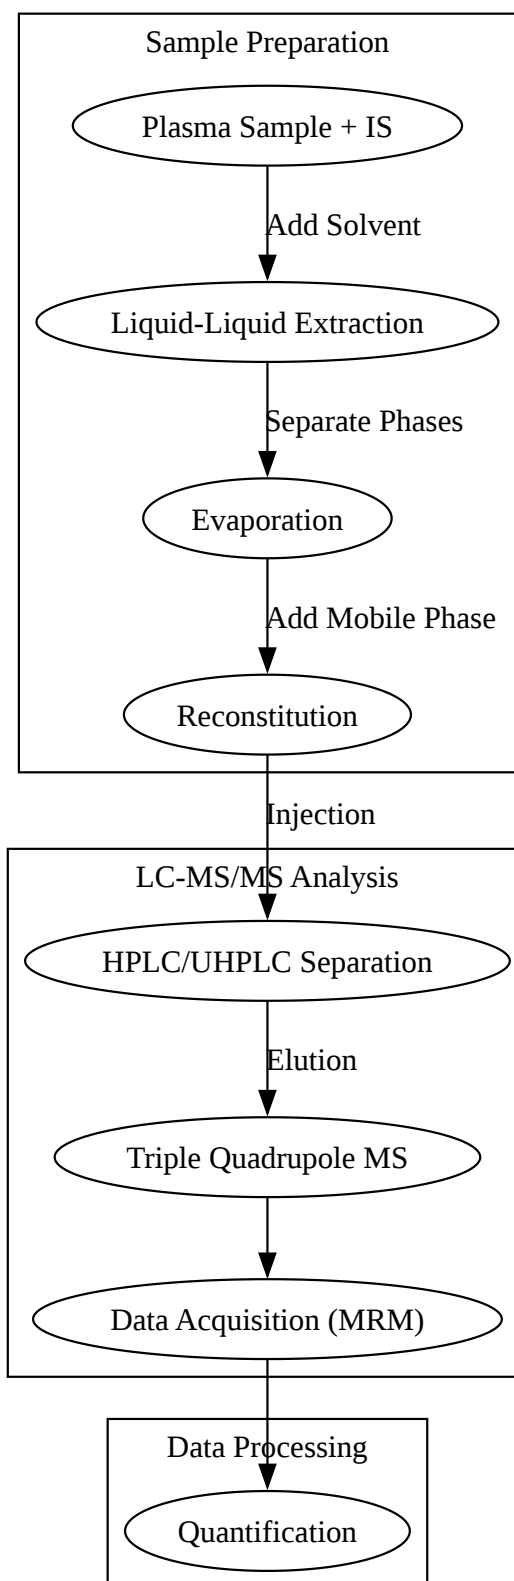 Sample Preparation
Plasma Sample + IS
Add Solvent
Liquid-Liquid Extraction
Separate Phases
Evaporation
Add Mobile Phase
Reconstitution
Injection
LC-MS/MS Analysis
HPLC/UHPLC Separation
Elution
Triple Quadrupole MS
Data Acquisition (MRM)
Data Processing
Quantification